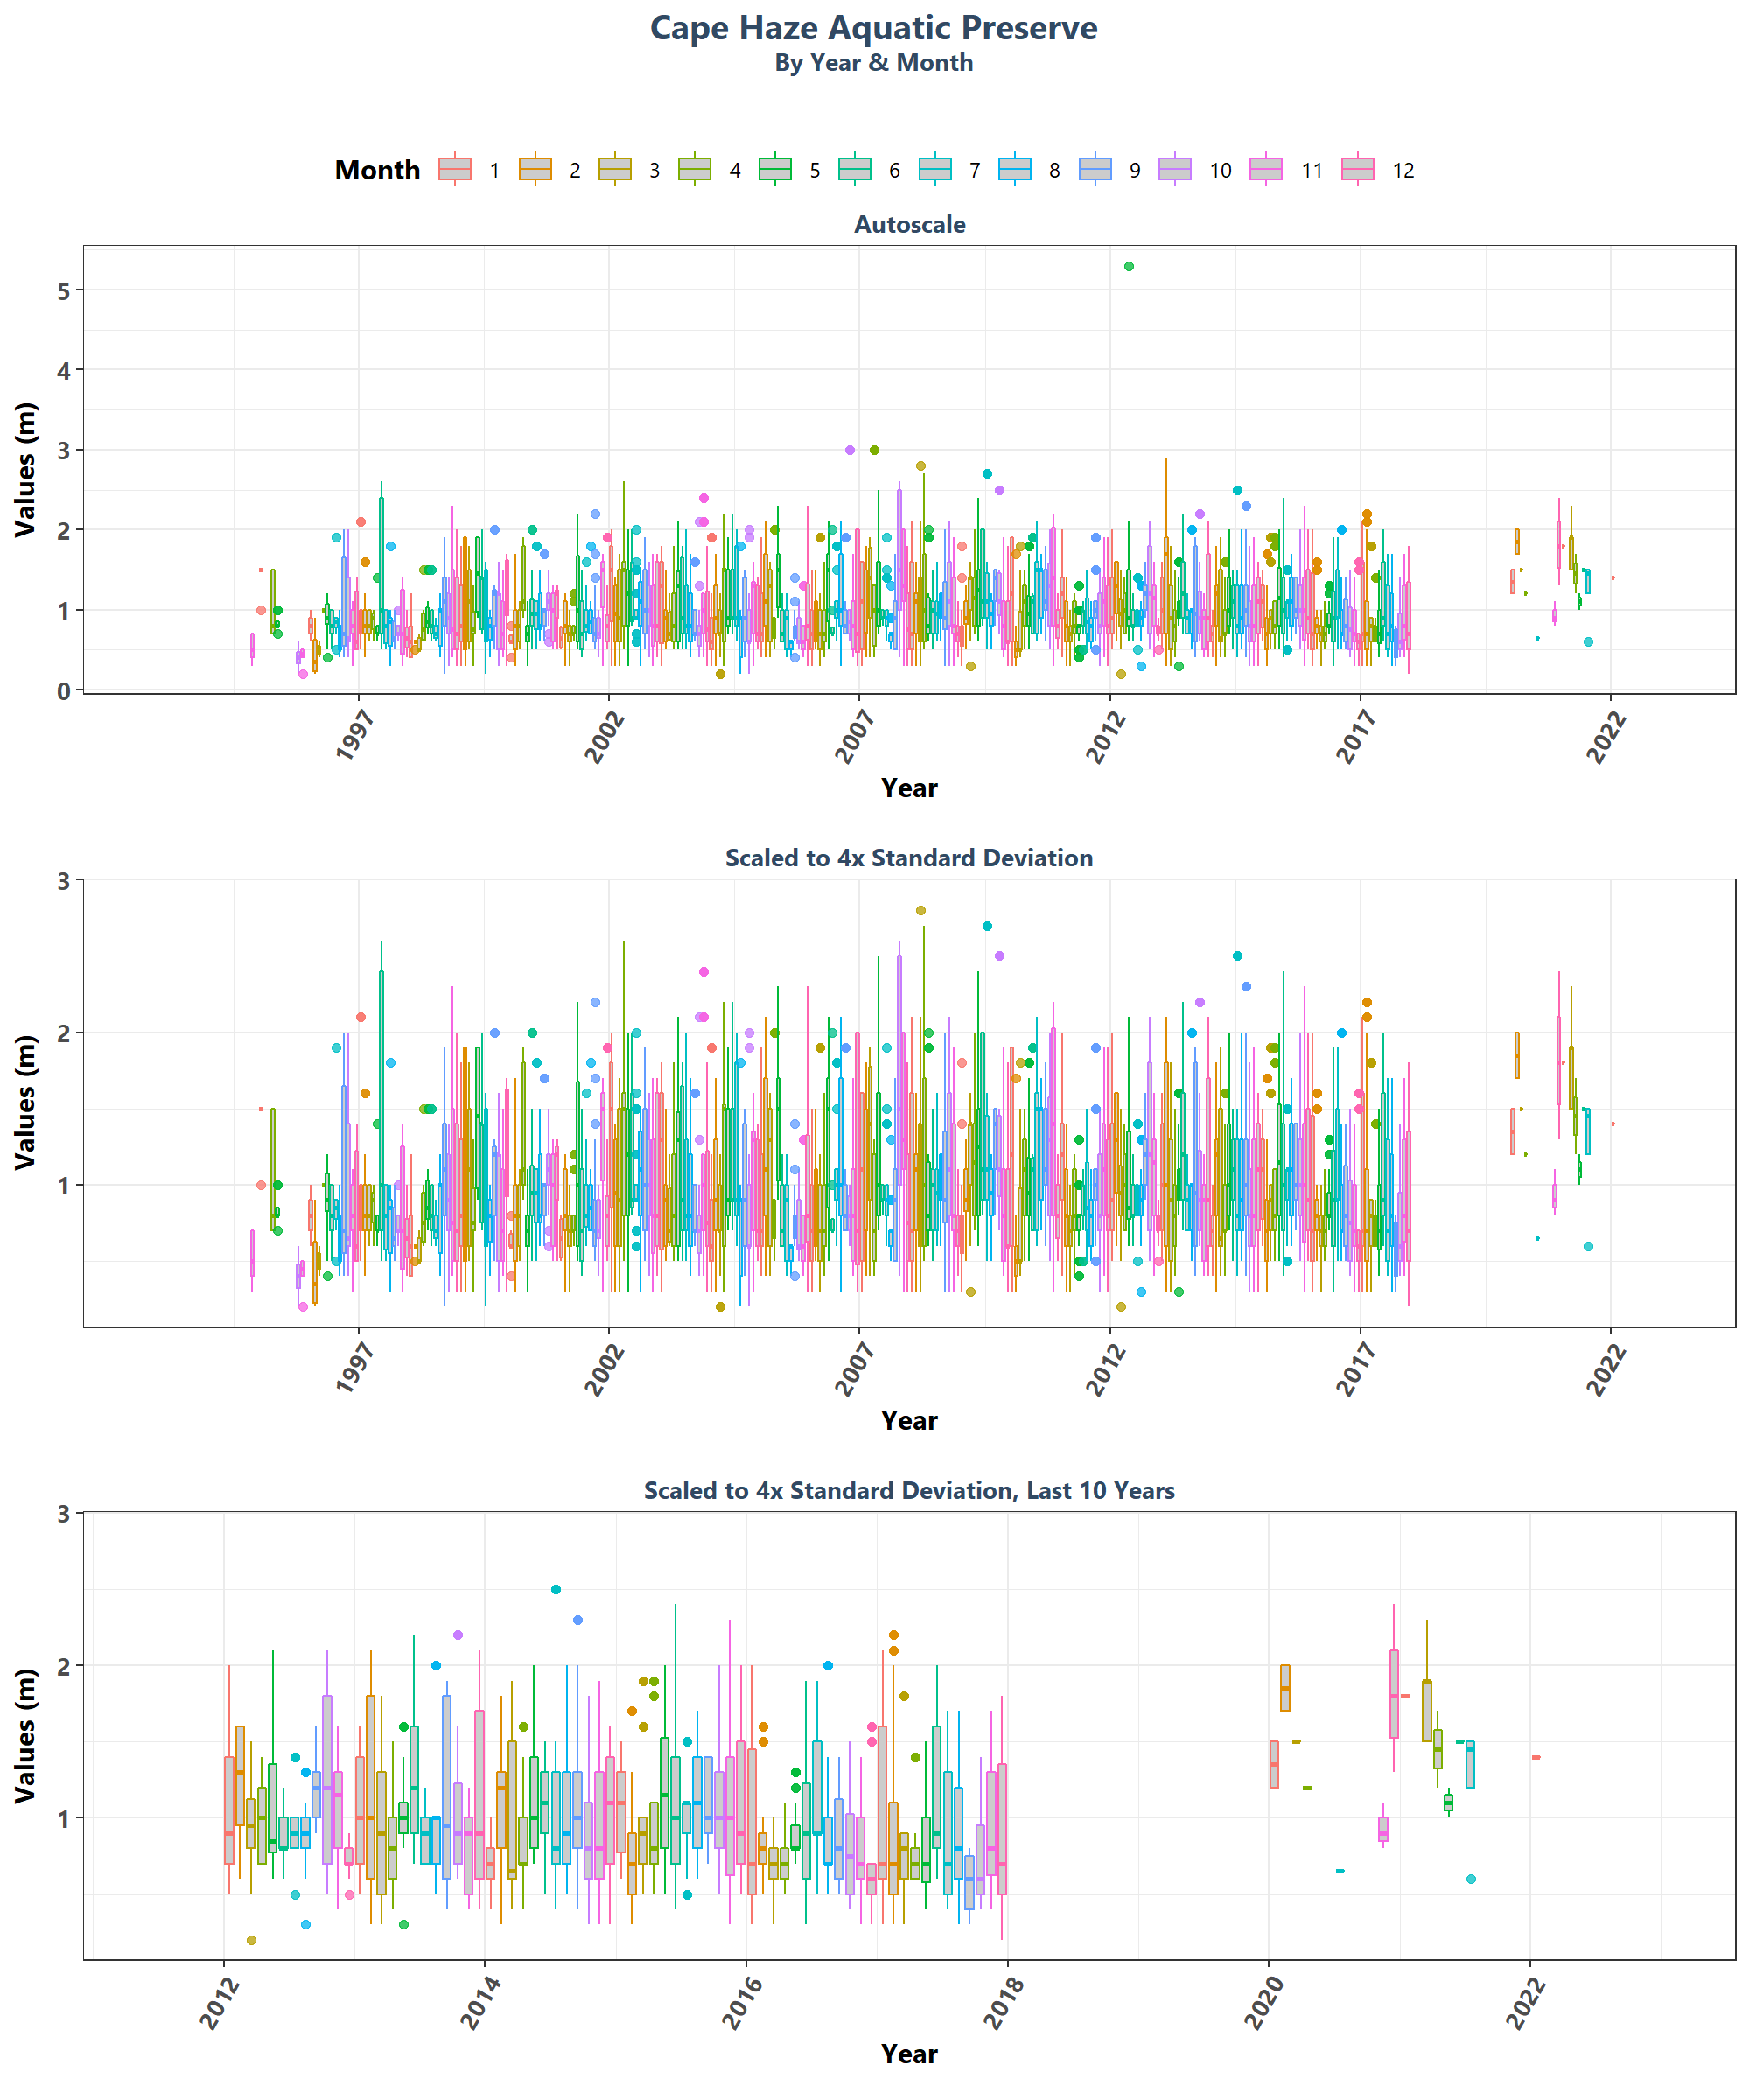 Cape Haze Aquatic Preserve
By Year & Month
Month 1 2 3 4 5 6 7 8 9 10 11 12
Autoscale
Values (m)
5
4
3
2
1
0
1997 2002 2007 2012 2017 2022
Year
Scaled to 4x Standard Deviation
Values (m)
3
2
1
1997 2002 2007 2012 2017 2022
Year
Scaled to 4x Standard Deviation, Last 10 Years
Values (m)
3
2
1
2012 2014 2016 2018 2020 2022
Year